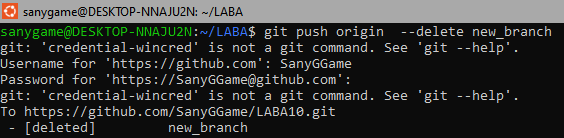 sanygame@DESKTOP-NNAJU2N: ~/LABA
sanygame@DESKTOP-NNAJU2N:~/LABA$ git push origin  --delete new_branch
git: 'credential-wincred' is not a git command. See 'git --help'.
Username for 'https://github.com': SanyGGame
Password for 'https://SanyGGame@github.com':
git: 'credential-wincred' is not a git command. See 'git --help'.
To https://github.com/SanyGGame/LABA10.git
 - [deleted]         new_branch